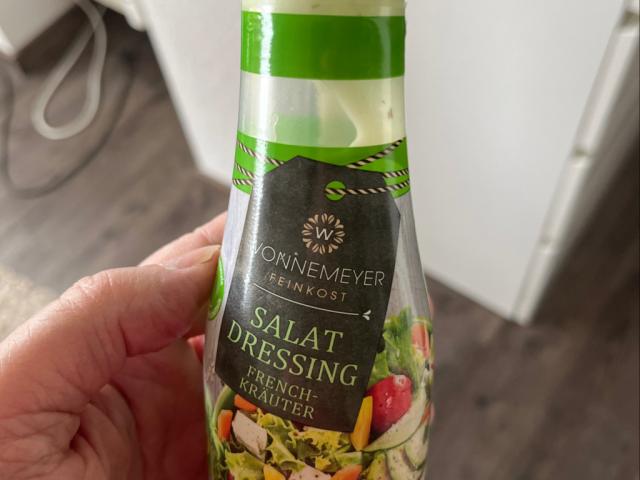 W
WONNEMEYER
FEINKOST
SALAT
DRESSING
FRENCH-
KRÄUTER